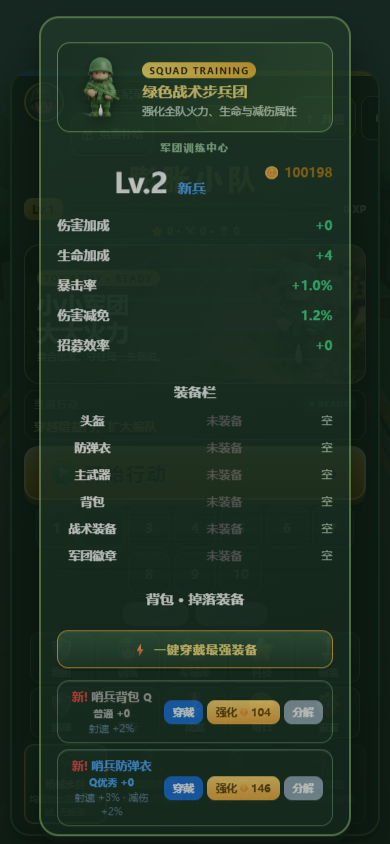 SQUAD TRAINING
绿色战术步兵团
强化全队火力、生命与减伤属性
军团训练中心
Lv.2 新兵 100198
伤害加成 +0
生命加成 +4
暴击率 +1.0%
伤害减免 1.2%
招募效率 +0
装备栏
头盔 未装备 空
防弹衣 未装备 空
主武器 未装备 空
背包 未装备 空
战术装备 未装备 空
军团徽章 未装备 空
背包 • 掉落装备
一键穿戴最强装备
新! 哨兵背包 Q
普通 +0
射速 +2%
穿戴 强化 104 分解
新! 哨兵防弹衣
Q优秀 +0
射速 +3% · 减伤
+2%
穿戴 强化 146 分解